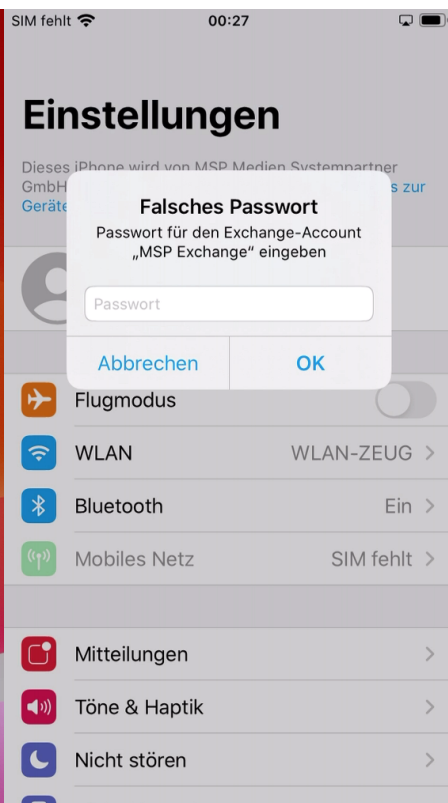 SIM fehlt 00:27
Einstellungen
Dieses iPhone wird von MSP Medien Systempartner
GmbH s zur
Geräte
Falsches Passwort
Passwort für den Exchange-Account
„MSP Exchange“ eingeben
Passwort
Abbrechen OK
Flugmodus
WLAN WLAN-ZEUG
Bluetooth Ein
Mobiles Netz SIM fehlt
Mitteilungen
Töne & Haptik
Nicht stören